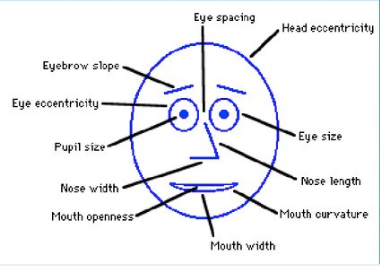 Eye spacing
Head eccentricity
Eyebrow slope
Eye eccentricity
Pupil size
Eye size
Nose width
Nose length
Mouth openness
Mouth curvature
Mouth width